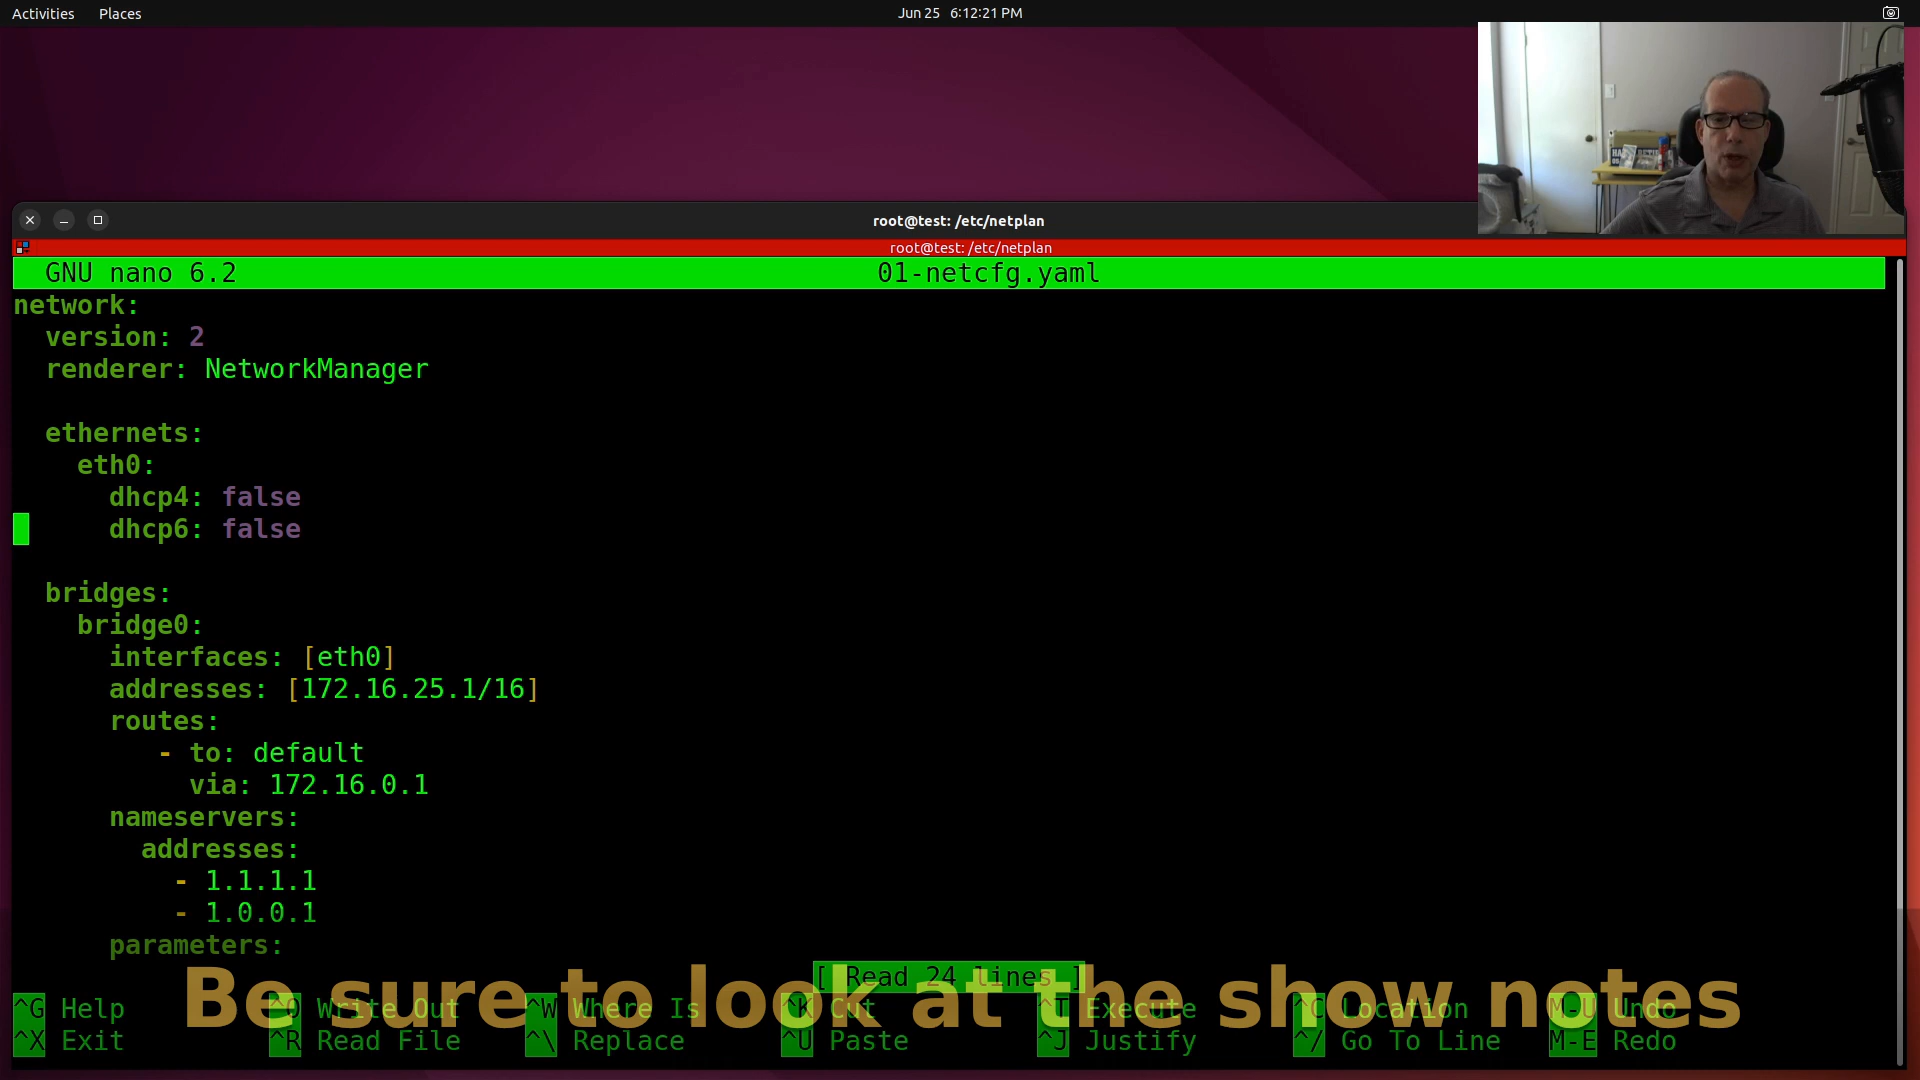 Activities Places Jun 25 6:12:21 PM
root@test: /etc/netplan
root@test: /etc/netplan
GNU nano 6.2 01-netcfg.yaml
network:
  version: 2
  renderer: NetworkManager
  ethernets:
    eth0:
      dhcp4: false
      dhcp6: false
  bridges:
    bridge0:
      interfaces: [eth0]
      addresses: [172.16.25.1/16]
      routes:
         - to: default
           via: 172.16.0.1
      nameservers:
        addresses:
          - 1.1.1.1
          - 1.0.0.1
      parameters:
[ Read 24 lines ]
Be sure to look at the show notes
^G Help ^O Write Out ^W Where Is ^K Cut ^T Execute ^C Location M-U Undo
^X Exit ^R Read File ^\ Replace ^U Paste ^J Justify ^/ Go To Line M-E Redo